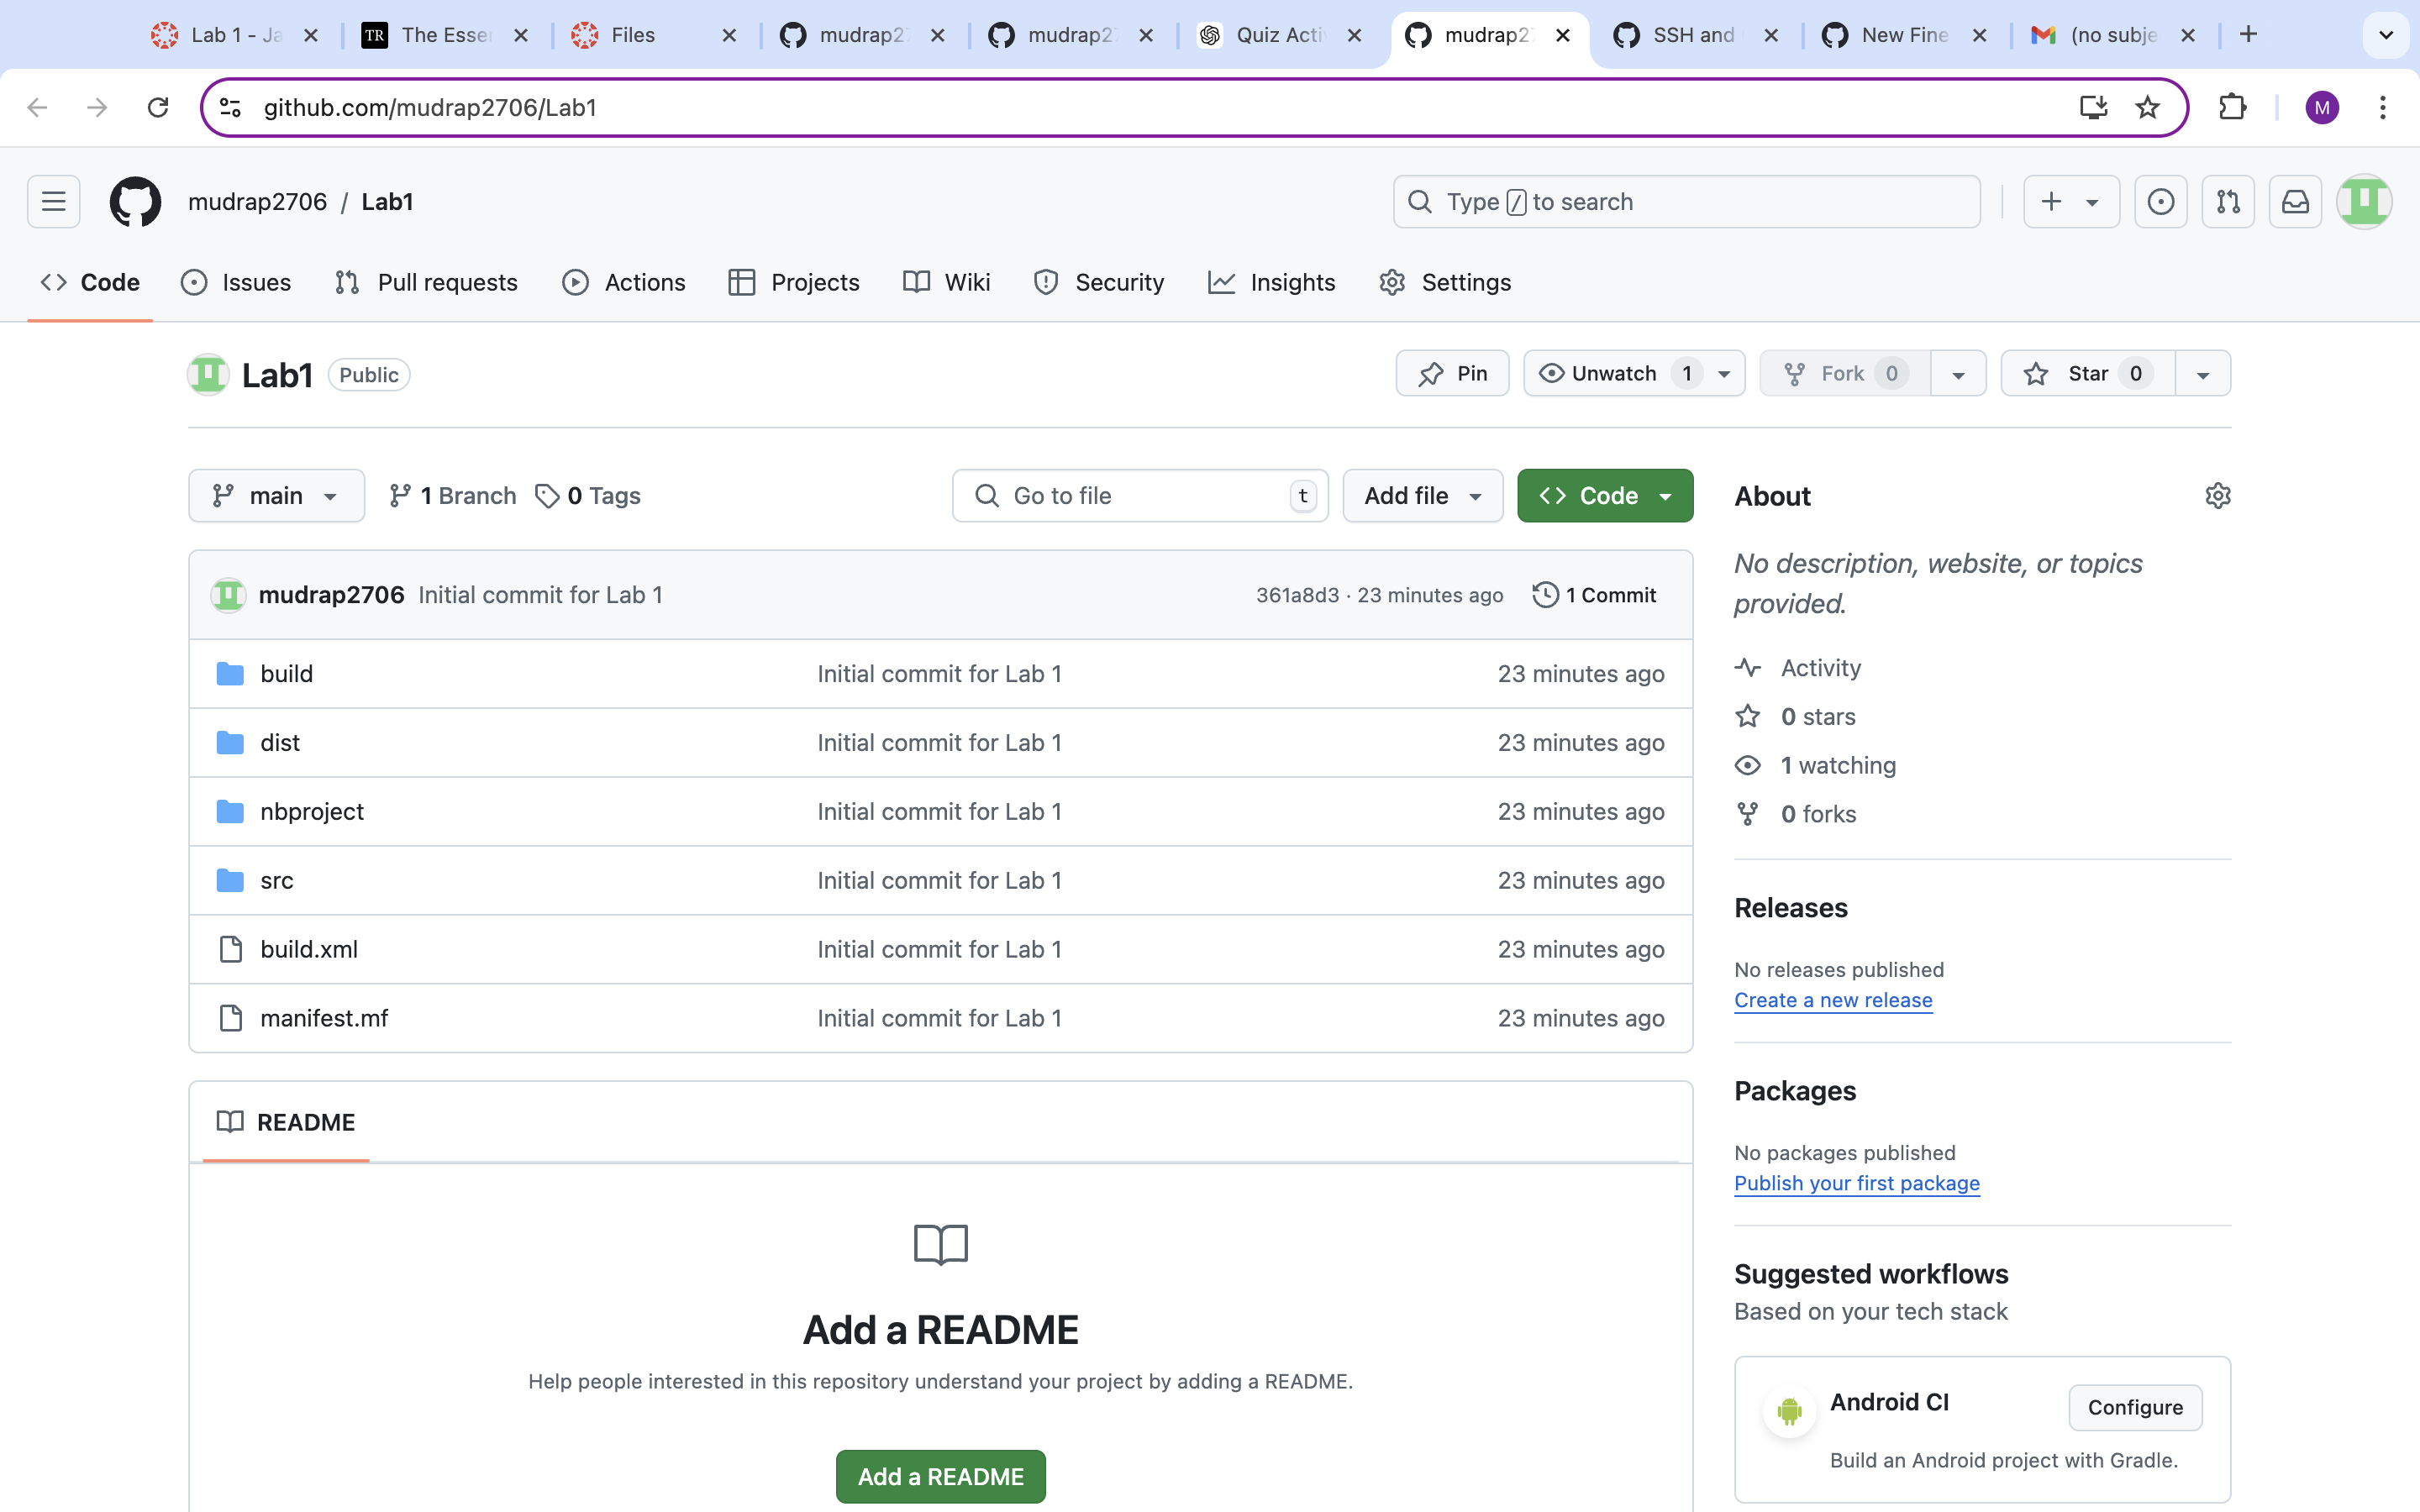 Lab 1 - Ja
TR The Esser
Files
mudrap27
mudrap27
Quiz Acti
mudrap27
SSH and
New Fine
(no subje
github.com/mudrap2706/Lab1
M
mudrap2706 / Lab1
Type / to search
Code Issues Pull requests Actions Projects Wiki Security Insights Settings
Lab1 Public
Pin Unwatch 1 Fork 0 Star 0
main 1 Branch 0 Tags
Go to file t Add file Code
mudrap2706 Initial commit for Lab 1 361a8d3 · 23 minutes ago 1 Commit
build Initial commit for Lab 1 23 minutes ago
dist Initial commit for Lab 1 23 minutes ago
nbproject Initial commit for Lab 1 23 minutes ago
src Initial commit for Lab 1 23 minutes ago
build.xml Initial commit for Lab 1 23 minutes ago
manifest.mf Initial commit for Lab 1 23 minutes ago
README
Add a README
Help people interested in this repository understand your project by adding a README.
Add a README
About
No description, website, or topics
provided.
Activity
0 stars
1 watching
0 forks
Releases
No releases published
Create a new release
Packages
No packages published
Publish your first package
Suggested workflows
Based on your tech stack
Android CI
Configure
Build an Android project with Gradle.